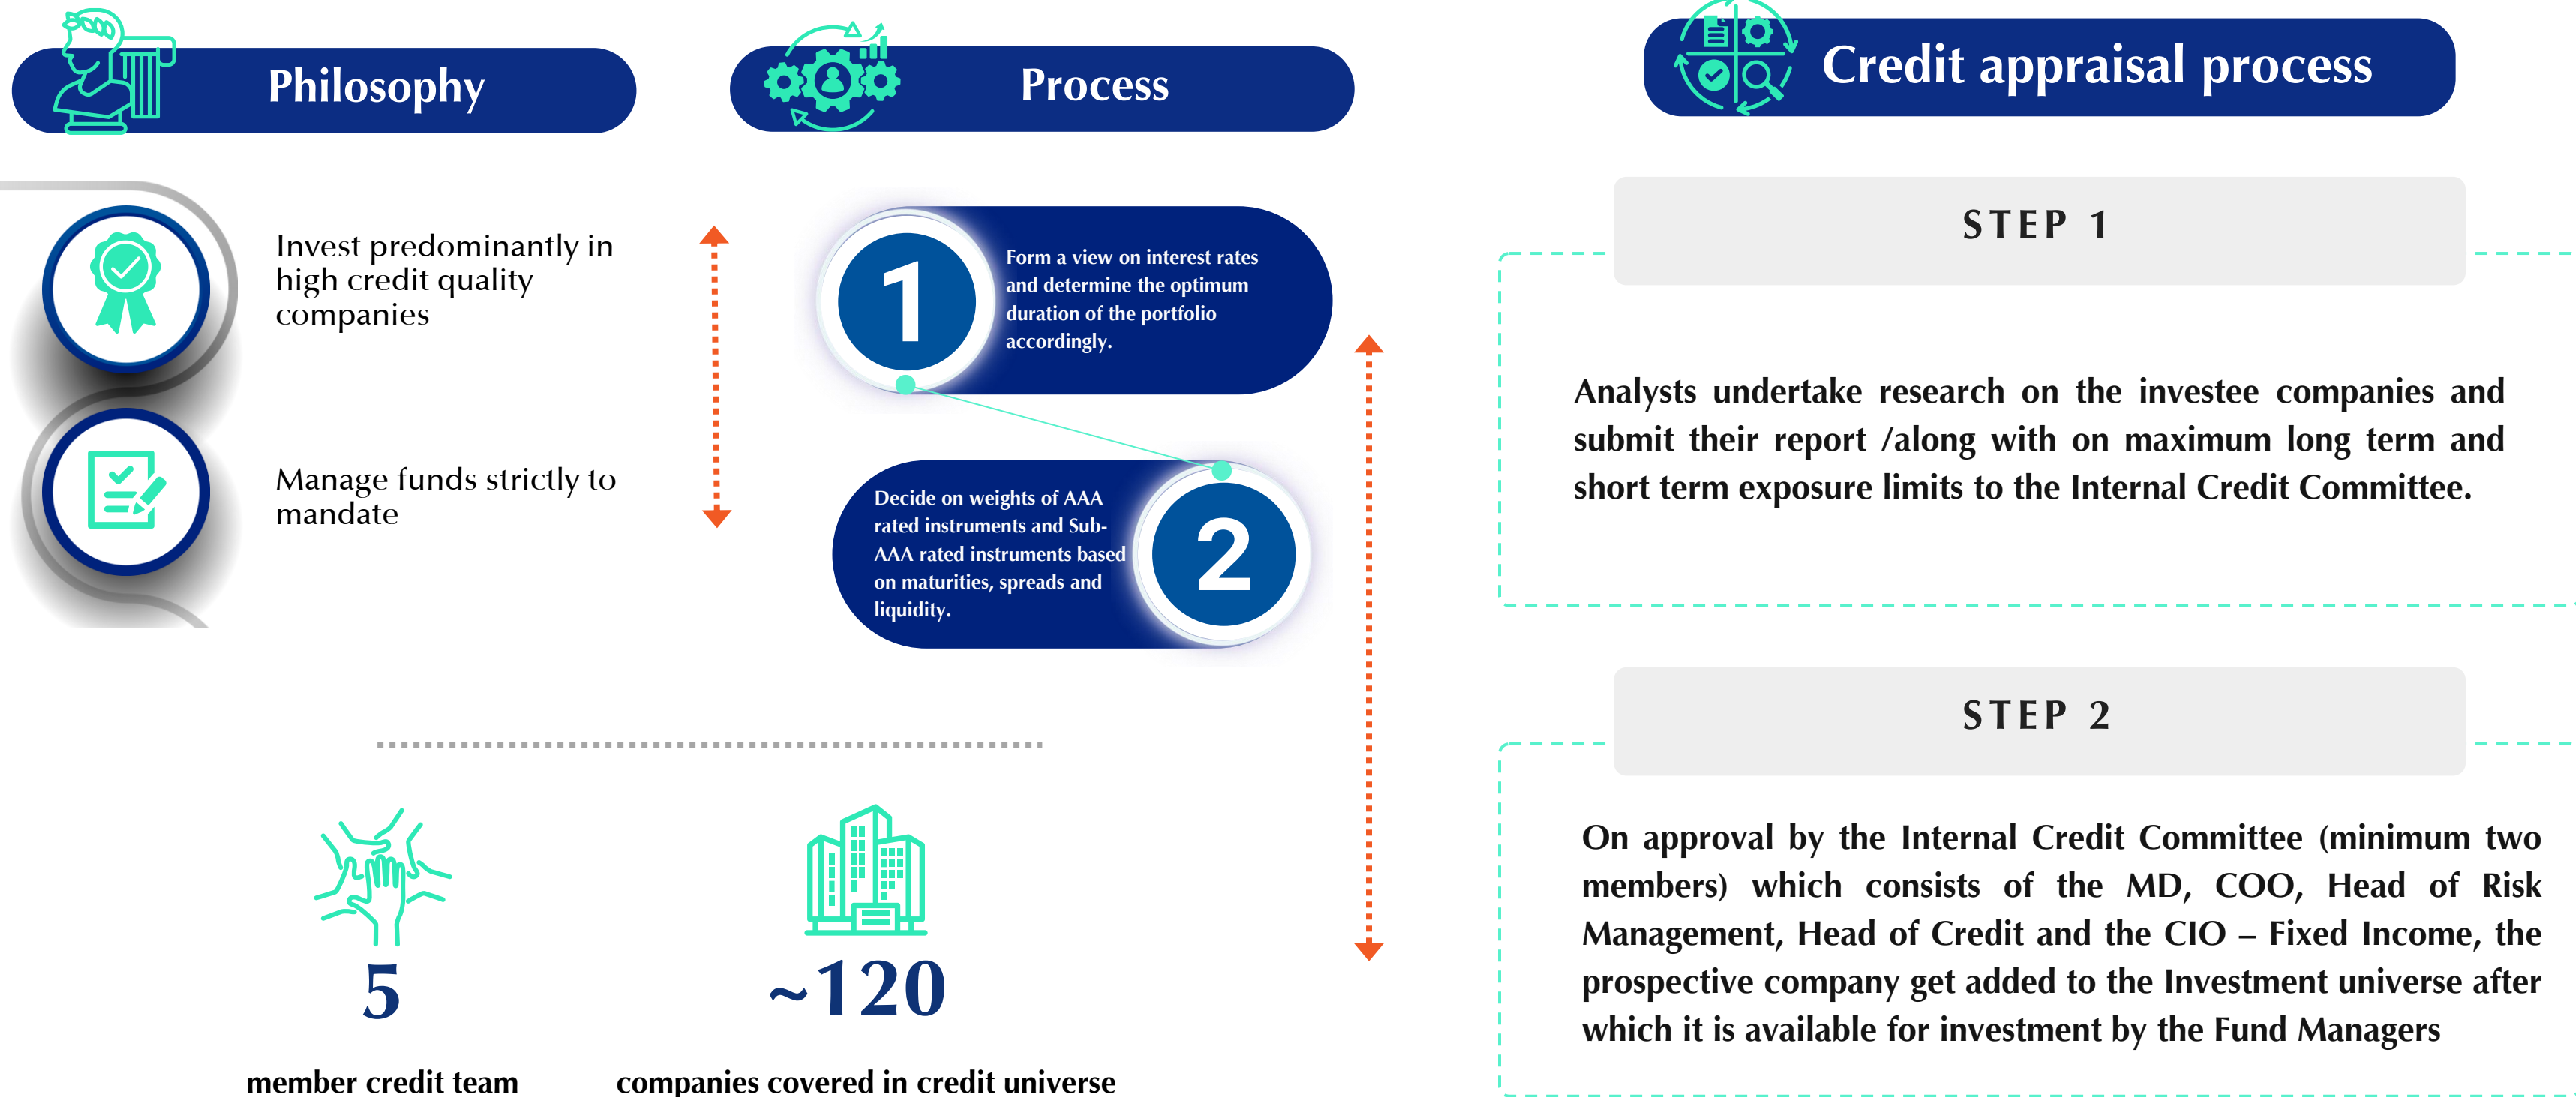 Philosophy
Invest predominantly in
high credit quality
companies
Manage funds strictly to
mandate
Process
1
Form a view on interest rates
and determine the optimum
duration of the portfolio
accordingly.
Decide on weights of AAA
rated instruments and Sub-
AAA rated instruments based
on maturities, spreads and
liquidity.
2
5
member credit team
~120
companies covered in credit universe
Credit appraisal process
STEP 1
Analysts undertake research on the investee companies and
submit their report /along with on maximum long term and
short term exposure limits to the Internal Credit Committee.
STEP 2
On approval by the Internal Credit Committee (minimum two
members) which consists of the MD, COO, Head of Risk
Management, Head of Credit and the CIO – Fixed Income, the
prospective company get added to the Investment universe after
which it is available for investment by the Fund Managers